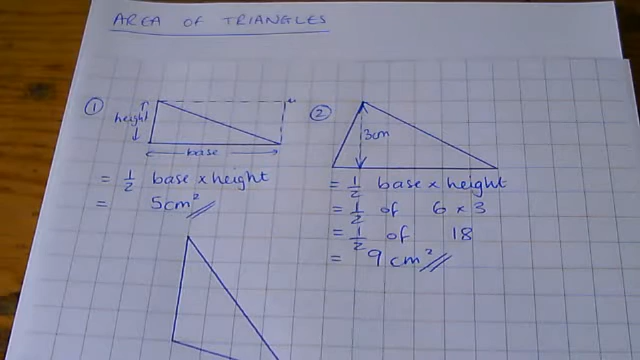 AREA OF TRIANGLES
①
height
base
= 1/2 base x height
= 5cm²
②
3cm
= 1/2 base x height
= 1/2 of 6 x 3
= 1/2 of 18
= 9 cm²